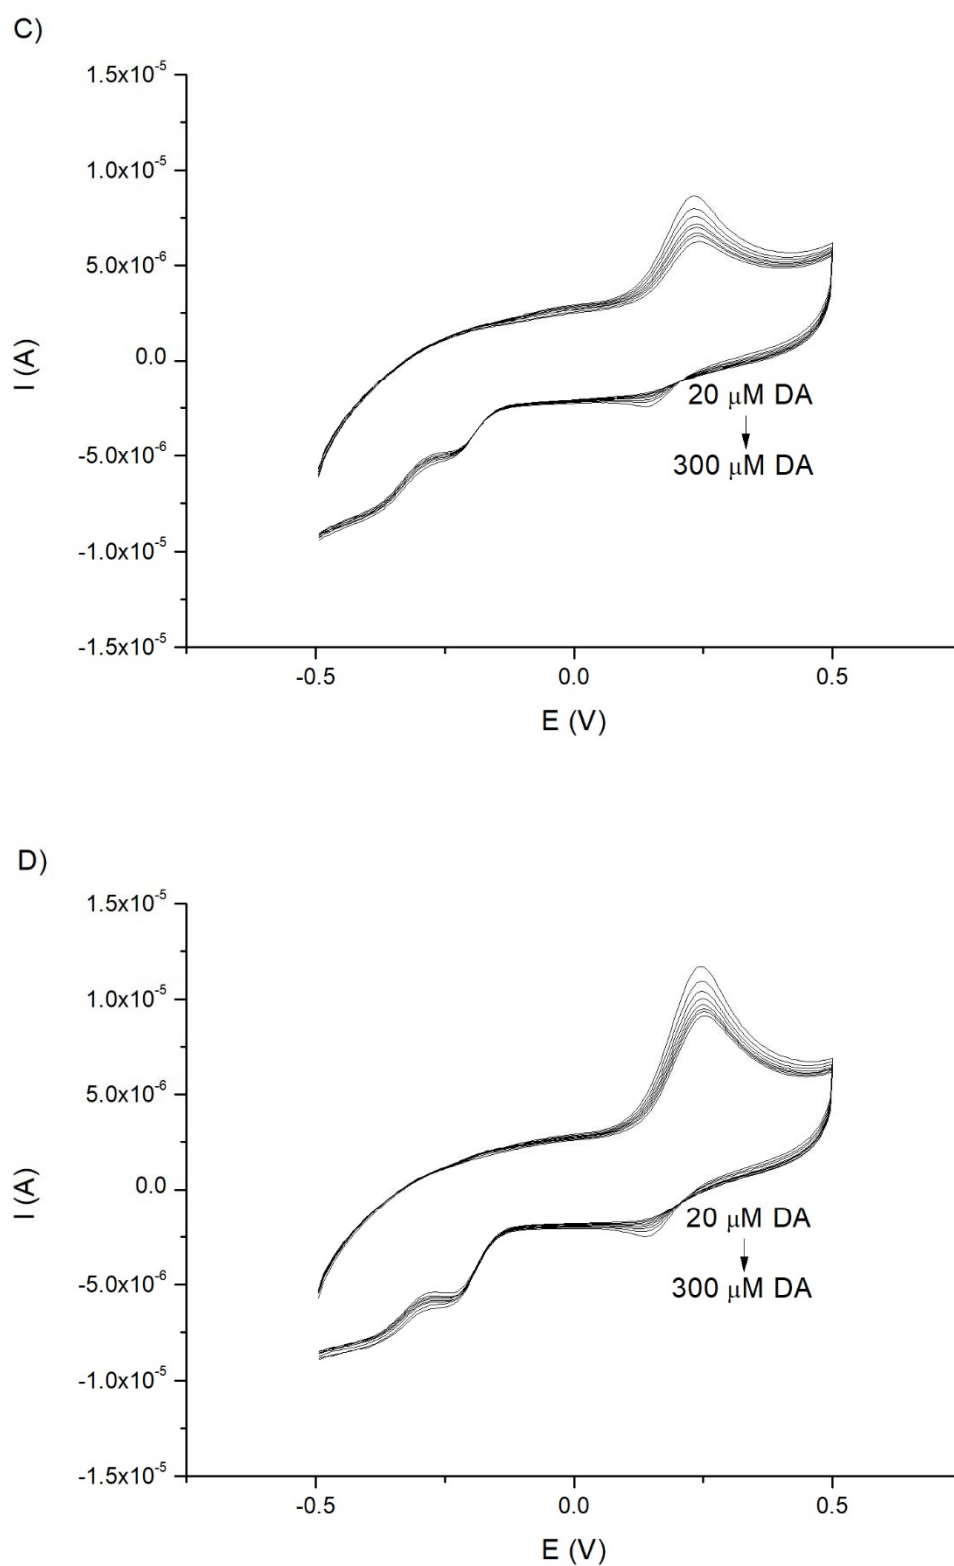 C)
1.5x10⁻⁵
1.0x10⁻⁵
5.0x10⁻⁶
0.0
-5.0x10⁻⁶
-1.0x10⁻⁵
-1.5x10⁻⁵
I (A)
20 μM DA
300 μM DA
-0.5
0.0
0.5
E (V)
D)
1.5x10⁻⁵
1.0x10⁻⁵
5.0x10⁻⁶
0.0
-5.0x10⁻⁶
-1.0x10⁻⁵
-1.5x10⁻⁵
I (A)
20 μM DA
300 μM DA
-0.5
0.0
0.5
E (V)